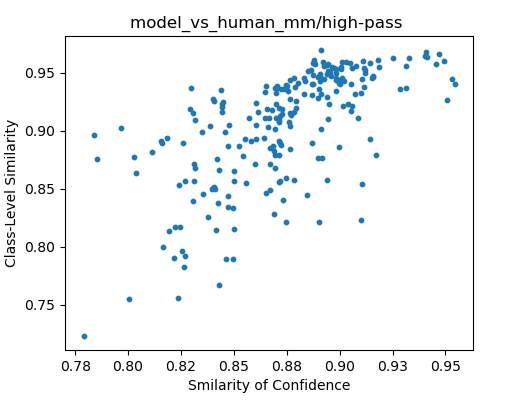 model_vs_human_mm/high-pass
Class-Level Similarity
0.95
0.90
0.85
0.80
0.75
0.78 0.80 0.82 0.85 0.88 0.90 0.93 0.95
Smilarity of Confidence